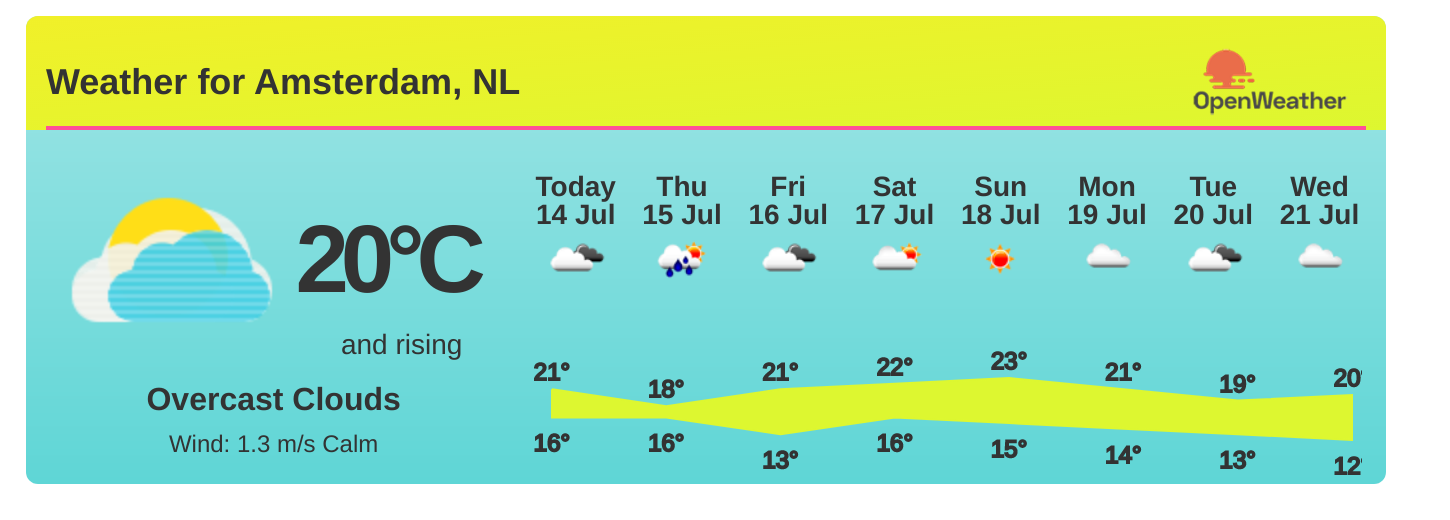 Weather for Amsterdam, NL
OpenWeather
20°C
and rising
Overcast Clouds
Wind: 1.3 m/s Calm
Today Thu Fri Sat Sun Mon Tue Wed
14 Jul 15 Jul 16 Jul 17 Jul 18 Jul 19 Jul 20 Jul 21 Jul
21° 18° 21° 22° 23° 21° 19° 20°
16° 16° 13° 16° 15° 14° 13° 12°